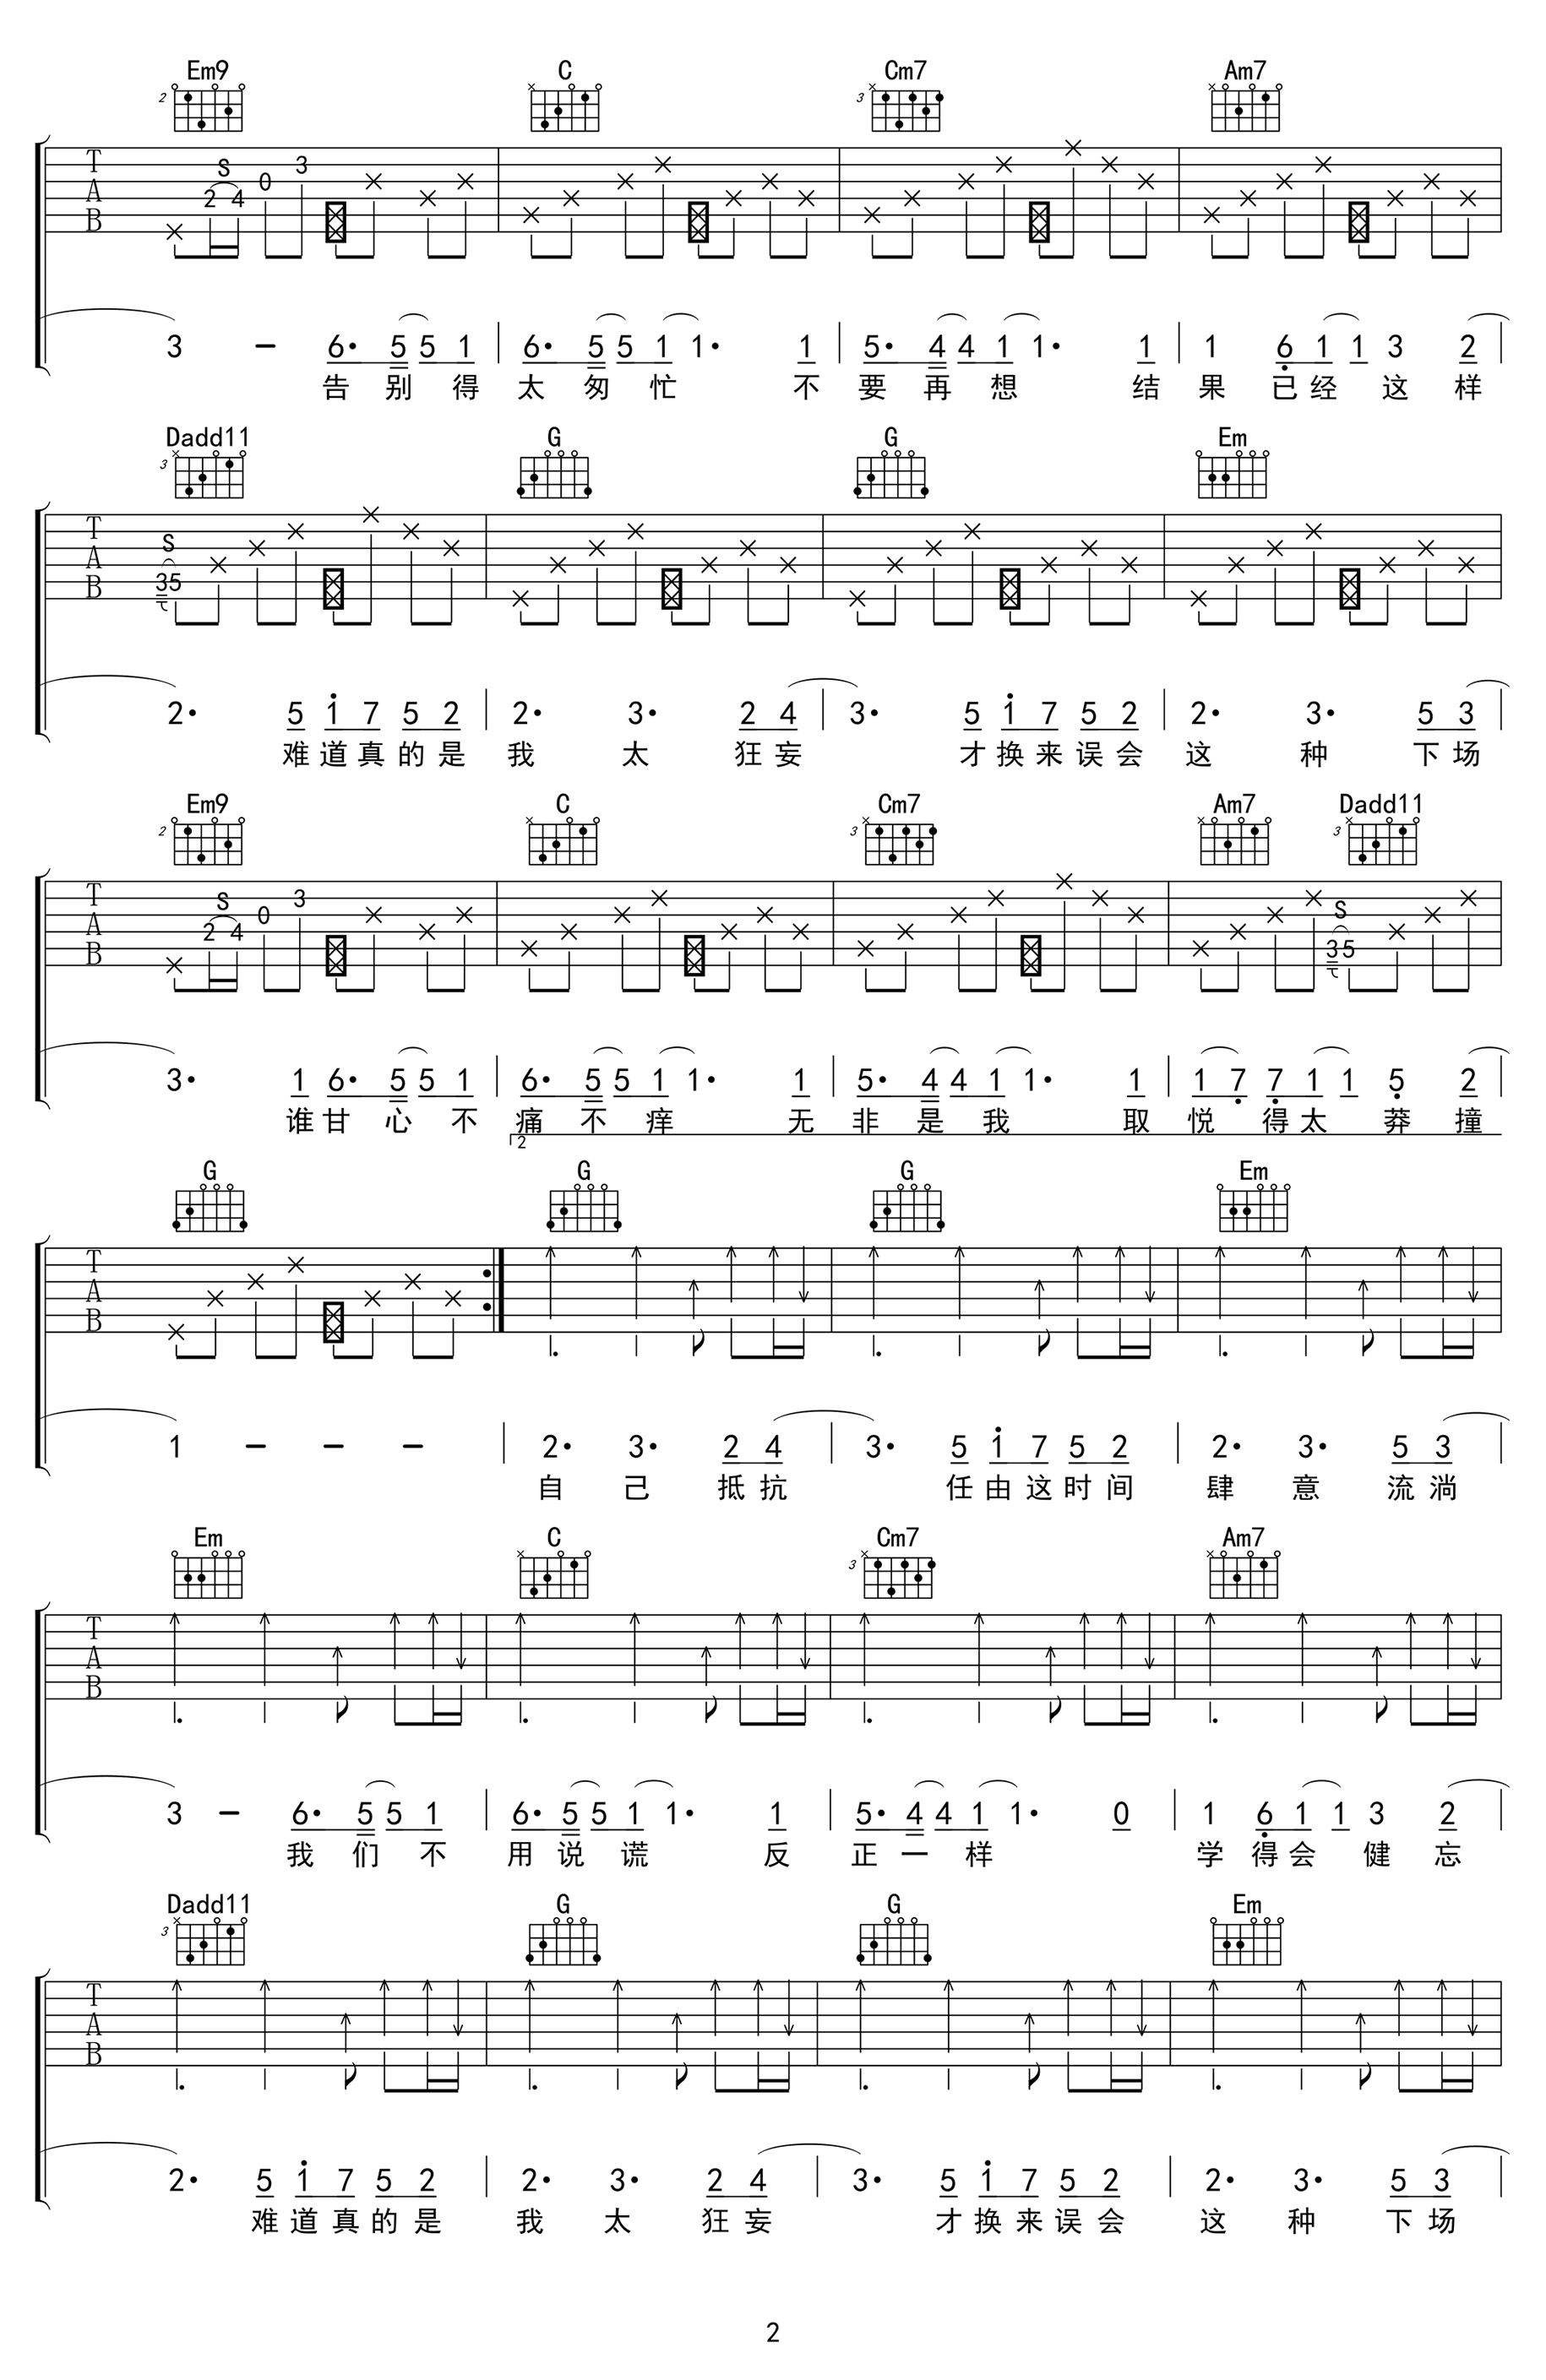 Em9 C Cm7 Am7
2 3
T A B S 2 4 0 3
3 – 6· 5 5 1 6· 5 5 1 1· 1 5· 4 4 1 1· 1 1 6 1 1 3 2
告 别 得 太 匆 忙 不 要 再 想 结 果 已 经 这 样
Dadd11 G G Em
3
T A B S 3 5
2· 5 1 7 5 2 2· 3· 2 4 3· 5 1 7 5 2 2· 3· 5 3
难 道 真 的 是 我 太 狂 妄 才 换 来 误 会 这 种 下 场
Em9 C Cm7 Am7 Dadd11
2 3 3
T A B S 2 4 0 3 S 3 5
3· 1 6· 5 5 1 6· 5 5 1 1· 1 5· 4 4 1 1· 1 1 7 7 1 1 5 2
谁 甘 心 不 痛 不 痒 无 非 是 我 取 悦 得 太 莽 撞
2
G G G Em
T A B
1 – – – 2· 3· 2 4 3· 5 1 7 5 2 2· 3· 5 3
自 己 抵 抗 任 由 这 时 间 肆 意 流 淌
Em C Cm7 Am7
3
T A B
3 – 6· 5 5 1 6· 5 5 1 1· 1 5· 4 4 1 1· 0 1 6 1 1 3 2
我 们 不 用 说 谎 反 正 一 样 学 得 会 健 忘
Dadd11 G G Em
3
T A B
2· 5 1 7 5 2 2· 3· 2 4 3· 5 1 7 5 2 2· 3· 5 3
难 道 真 的 是 我 太 狂 妄 才 换 来 误 会 这 种 下 场
2